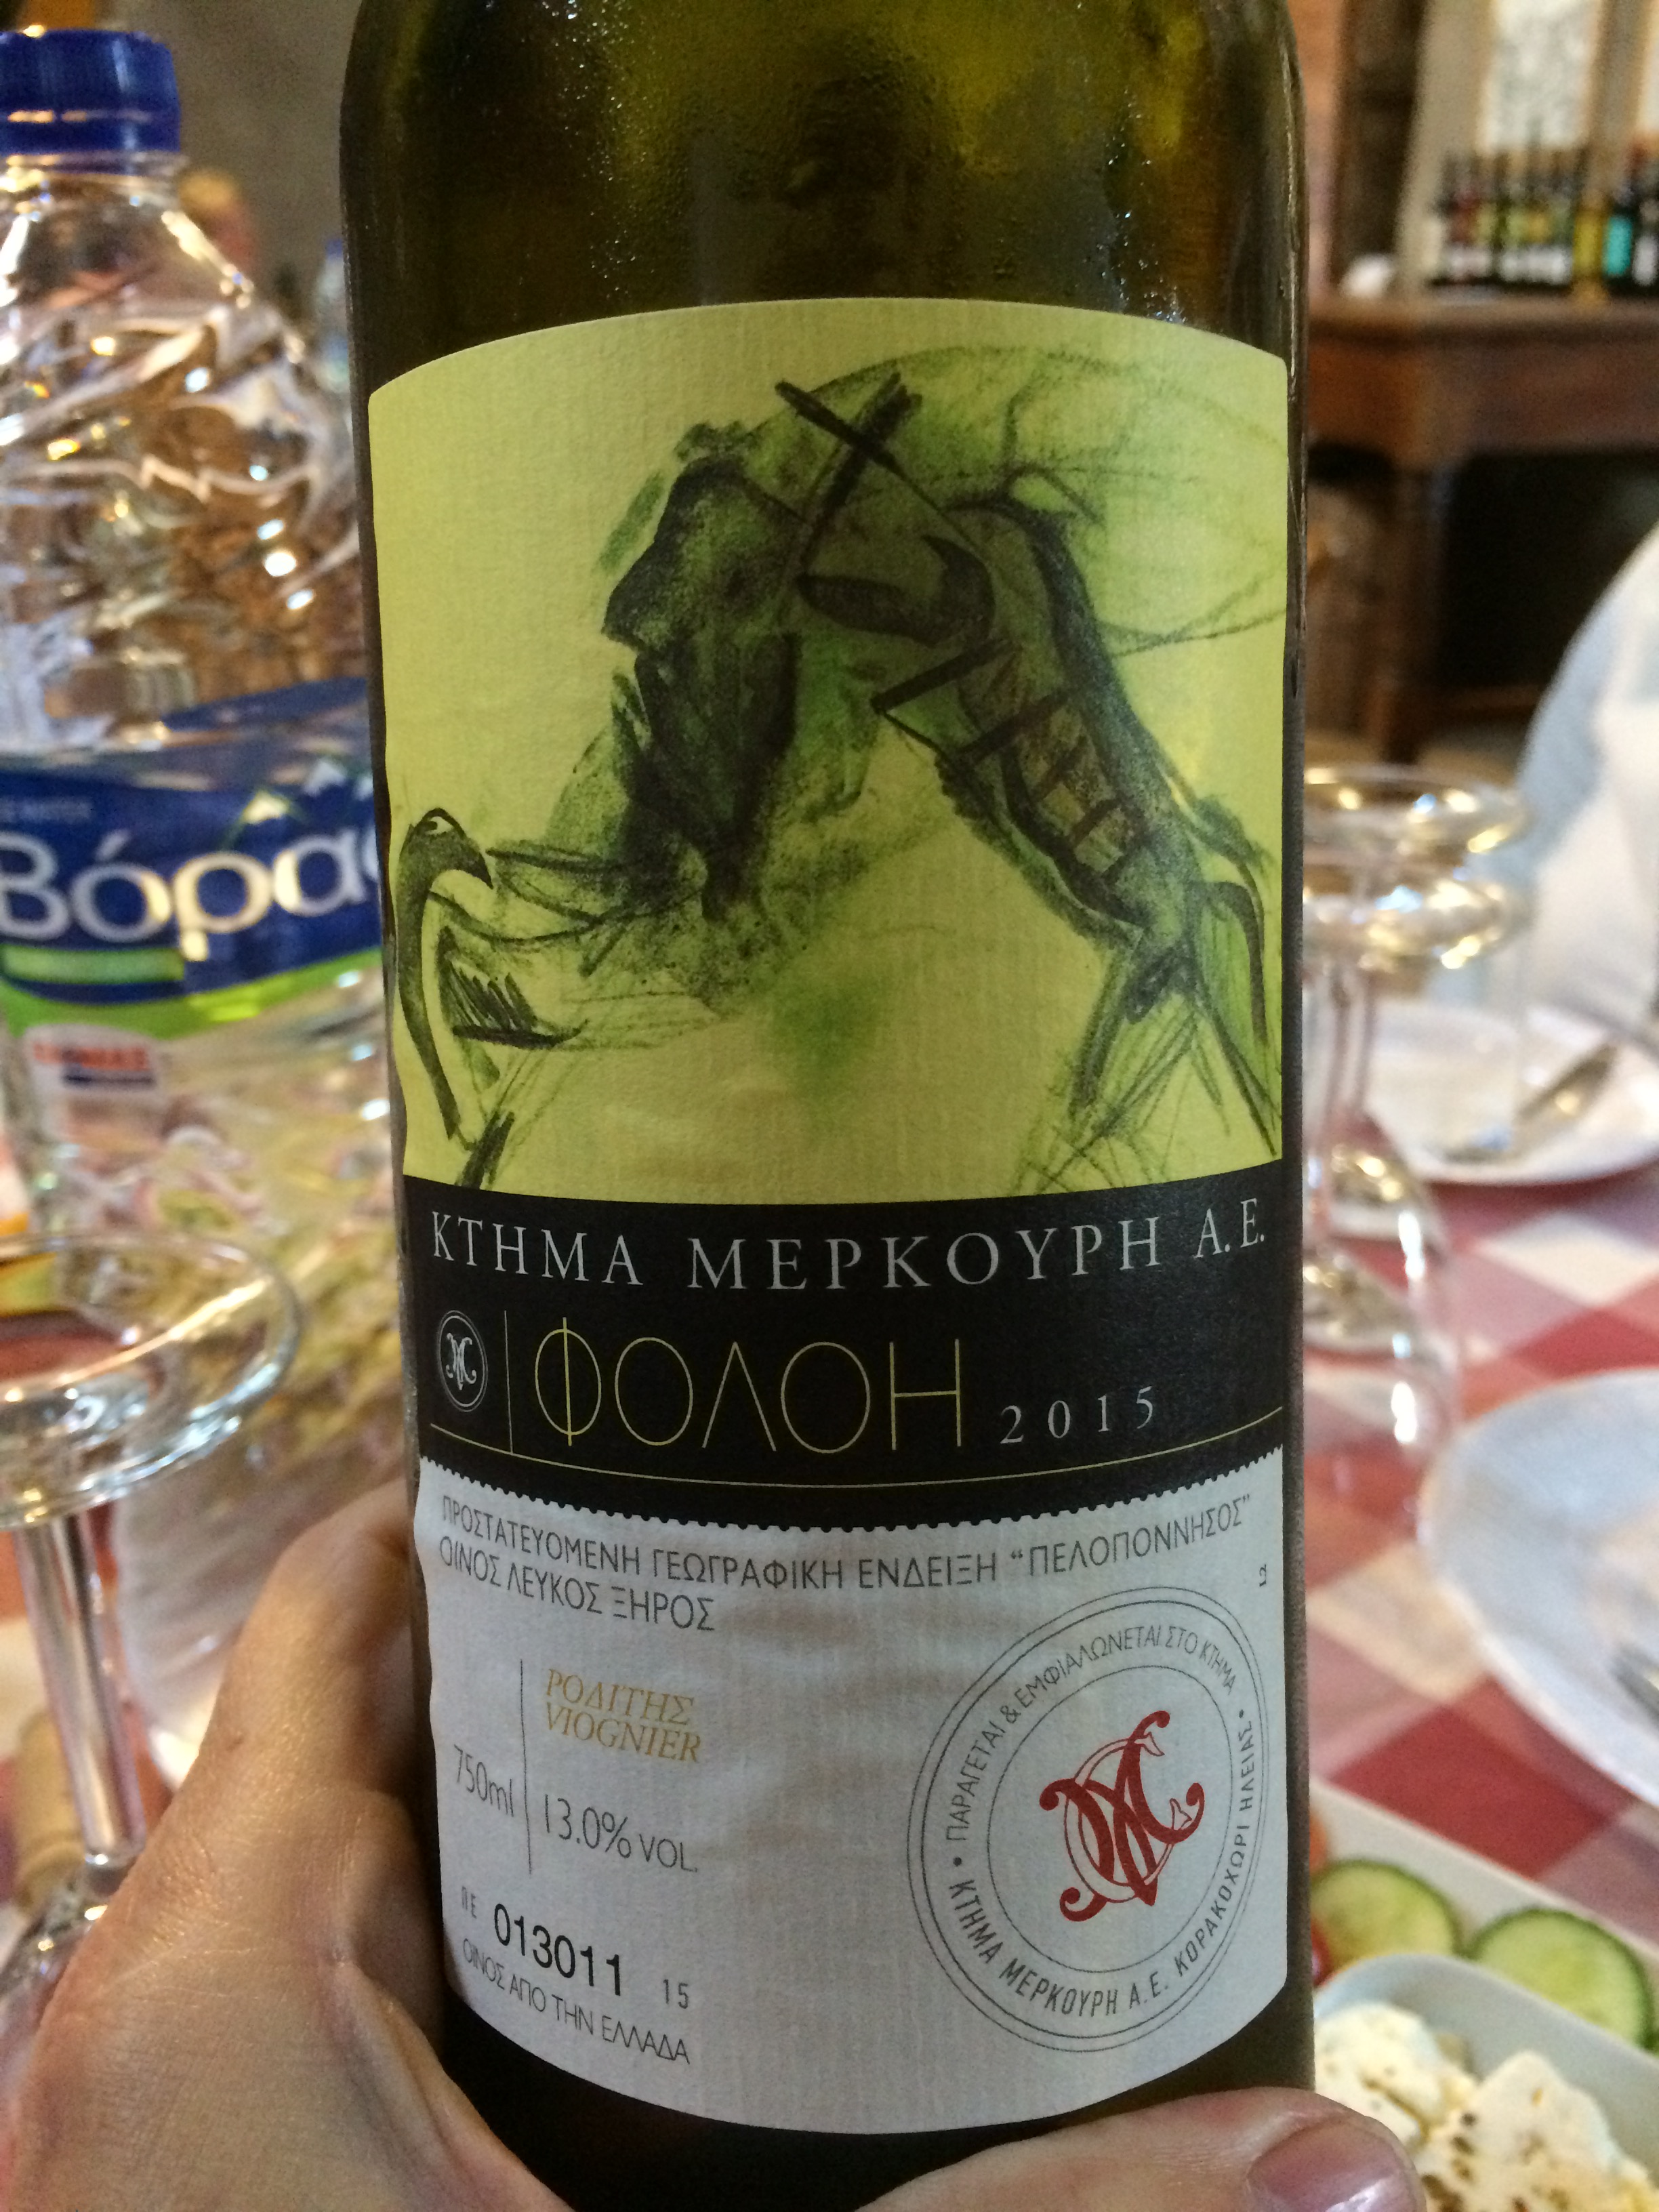 Βόρας
ΚΤΗΜΑ ΜΕΡΚΟΥΡΗ Α.Ε.
ΦΟΛΟΗ 2015
ΠΡΟΣΤΑΤΕΥΟΜΕΝΗ ΓΕΩΓΡΑΦΙΚΗ ΕΝΔΕΙΞΗ “ΠΕΛΟΠΟΝΝΗΣΟΣ”
ΟΙΝΟΣ ΛΕΥΚΟΣ ΞΗΡΟΣ
L2
ΡΟΔΙΤΗΣ
VIOGNIER
750ml
13.0% VOL.
ΠΕ 013011 15
ΟΙΝΟΣ ΑΠΟ ΤΗΝ ΕΛΛΑΔΑ
• ΠΑΡΑΓΕΤΑΙ & ΕΜΦΙΑΛΩΝΕΤΑΙ ΣΤΟ ΚΤΗΜΑ •
ΚΤΗΜΑ ΜΕΡΚΟΥΡΗ Α.Ε. ΚΟΡΑΚΟΧΩΡΙ ΗΛΕΙΑΣ